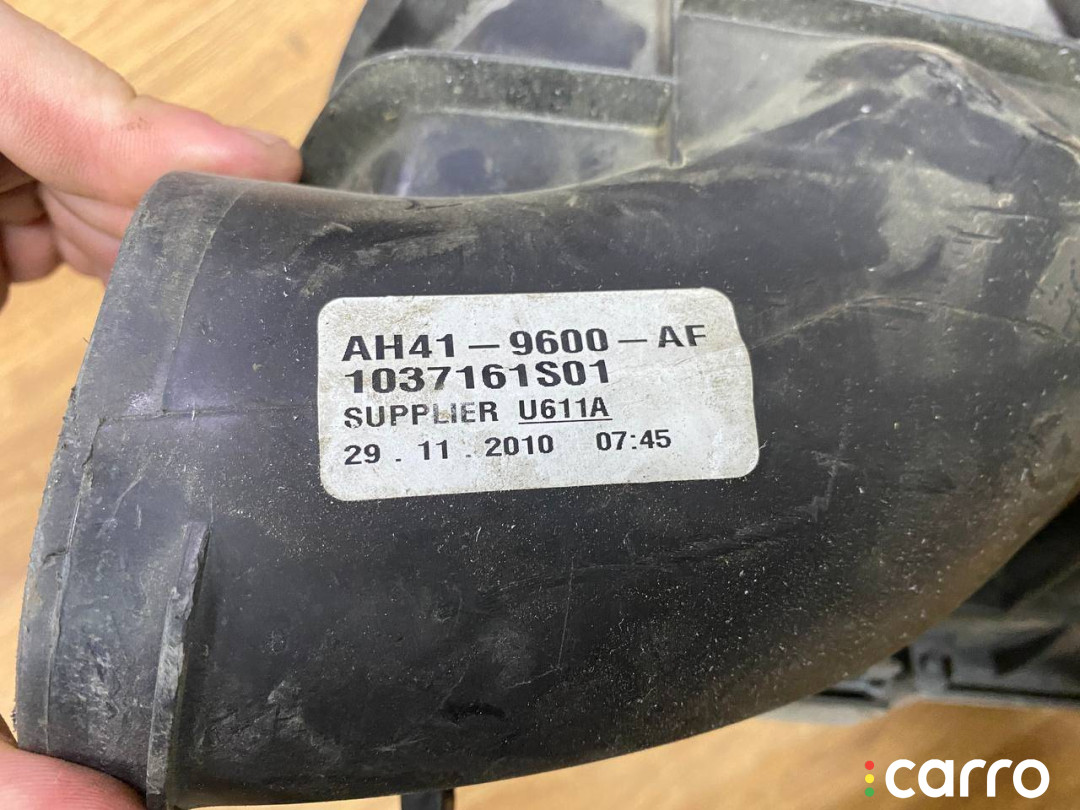 AH41-9600-AF
1037161S01
SUPPLIER U611A
29.11.2010 07:45
carro